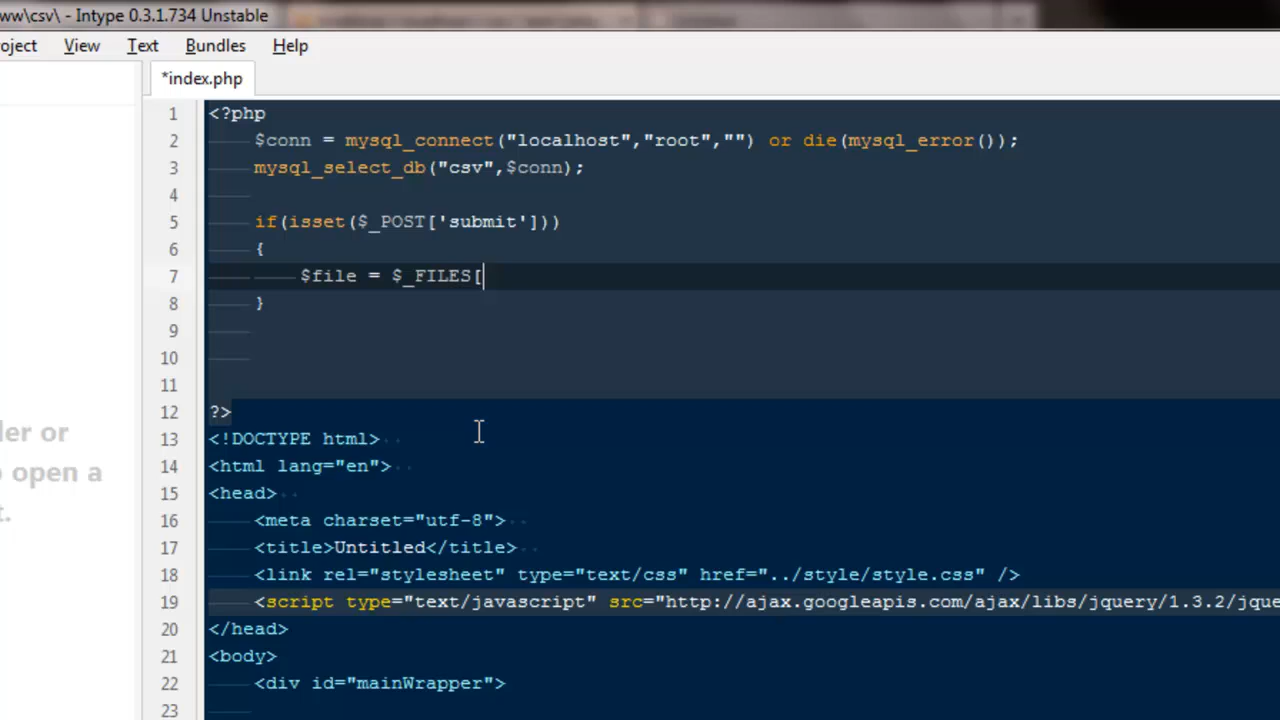 ww\csv\ - Intype 0.3.1.734 Unstable
oject View Text Bundles Help
*index.php
1 <?php
2 $conn = mysql_connect("localhost","root","") or die(mysql_error());
3 mysql_select_db("csv",$conn);
4
5 if(isset($_POST['submit']))
6 {
7 $file = $_FILES[
8 }
9
10
11
12 ?>
13 <!DOCTYPE html>
14 <html lang="en">
15 <head>
16 <meta charset="utf-8">
17 <title>Untitled</title>
18 <link rel="stylesheet" type="text/css" href="../style/style.css" />
19 <script type="text/javascript" src="http://ajax.googleapis.com/ajax/libs/jquery/1.3.2/jque
20 </head>
21 <body>
22 <div id="mainWrapper">
23
der or
o open a
t.